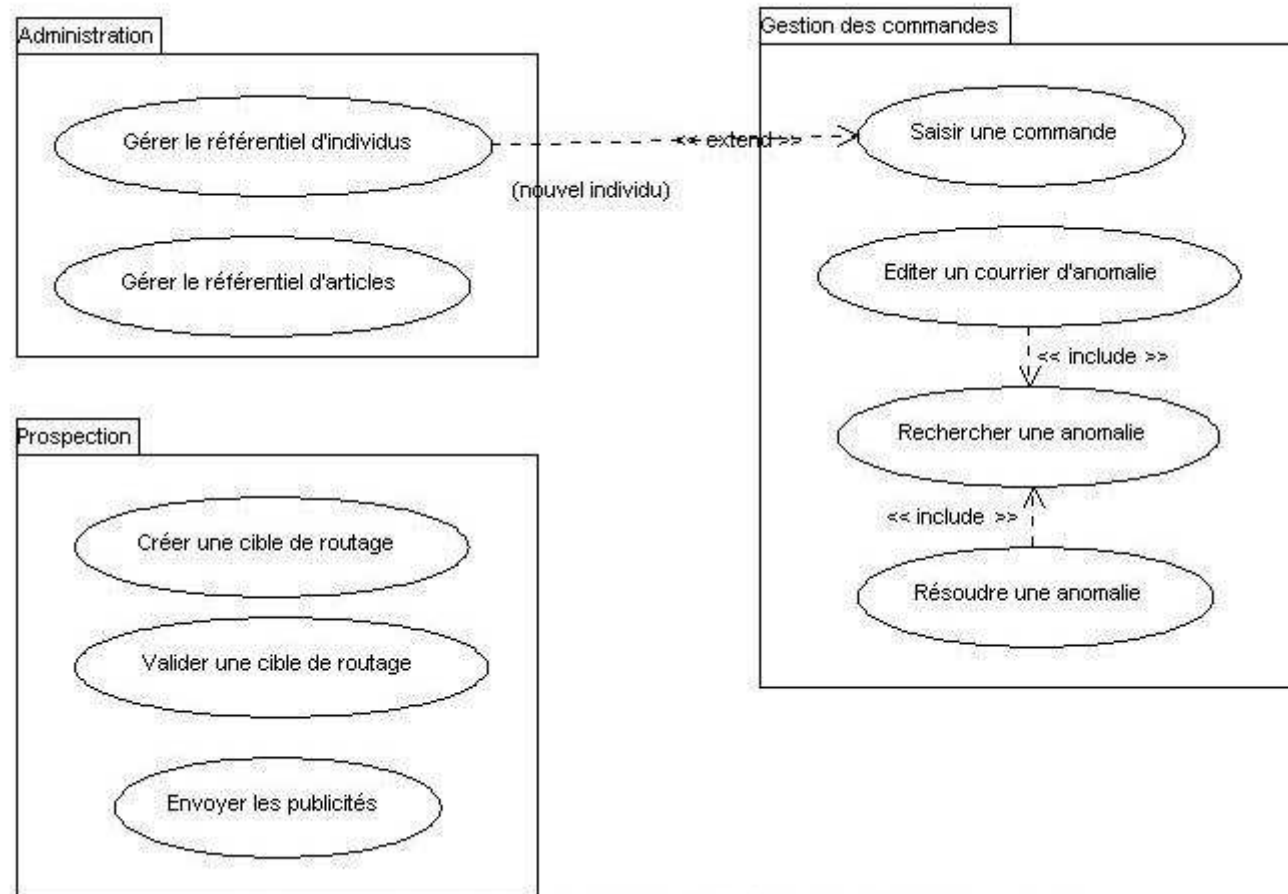 Administration
Gérer le référentiel d'individus
(nouvel individu)
Gérer le référentiel d'articles
<< extend >>
Gestion des commandes
Saisir une commande
Editer un courrier d'anomalie
<< include >>
Rechercher une anomalie
<< include >>
Résoudre une anomalie
Prospection
Créer une cible de routage
Valider une cible de routage
Envoyer les publicités